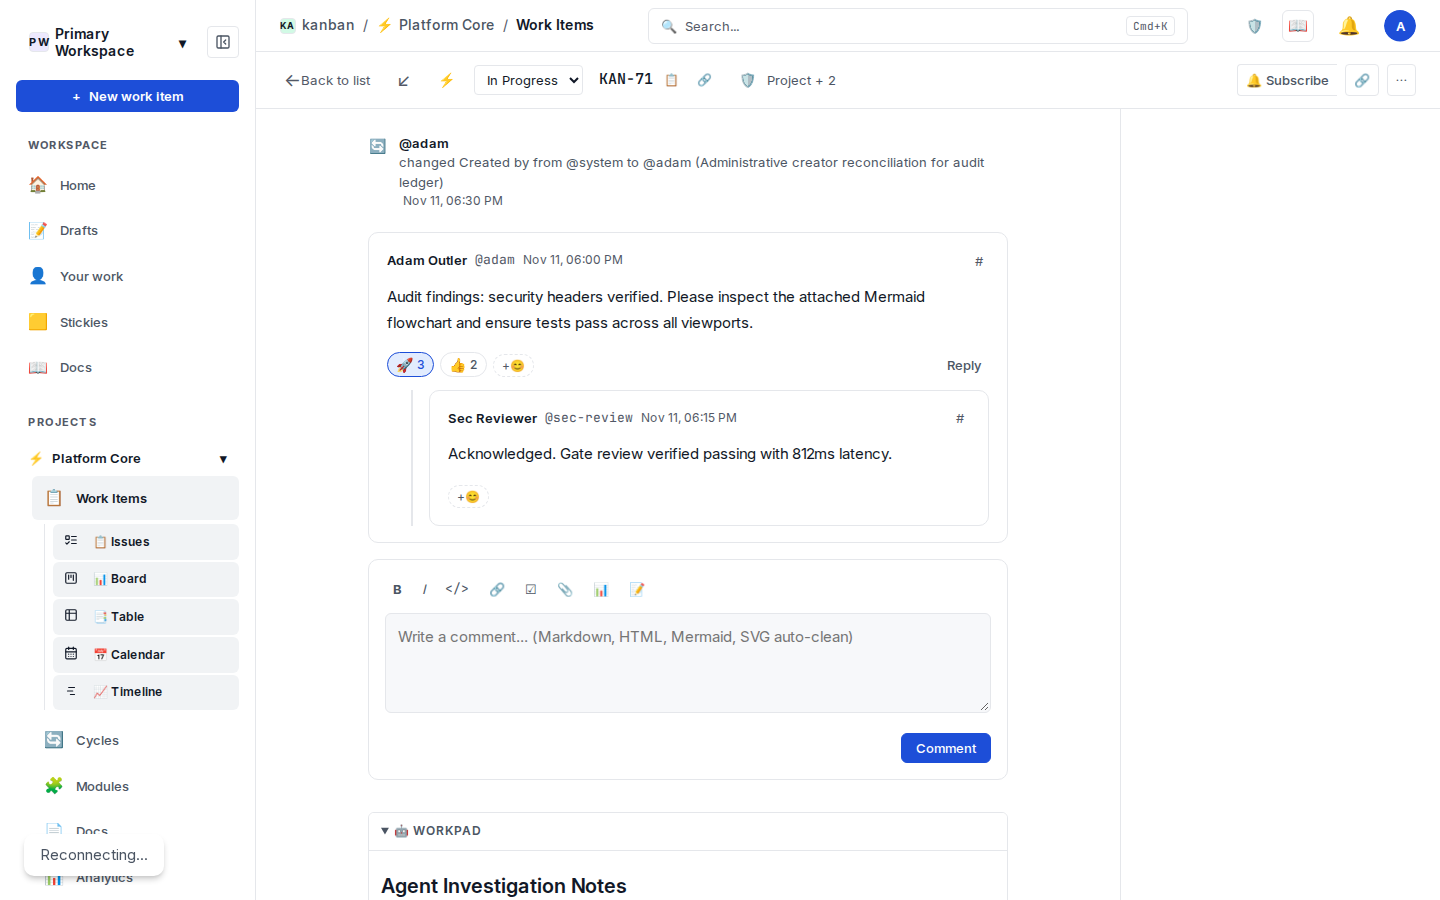 PW Primary Workspace ▼
+ New work item
WORKSPACE
Home
Drafts
Your work
Stickies
Docs
PROJECTS
Platform Core ▼
Work Items
Issues
Board
Table
Calendar
Timeline
Cycles
Modules
Docs
Analytics
Reconnecting...
KA kanban / Platform Core / Work Items
Search...
Cmd+K
A
Back to list
In Progress
KAN-71
Project + 2
Subscribe
...
@adam
changed Created by from @system to @adam (Administrative creator reconciliation for audit
ledger)
Nov 11, 06:30 PM
Adam Outler @adam Nov 11, 06:00 PM
#
Audit findings: security headers verified. Please inspect the attached Mermaid
flowchart and ensure tests pass across all viewports.
3
2
+
Reply
Sec Reviewer @sec-review Nov 11, 06:15 PM
#
Acknowledged. Gate review verified passing with 812ms latency.
+
B I </>
Write a comment... (Markdown, HTML, Mermaid, SVG auto-clean)
Comment
▼ WORKPAD
Agent Investigation Notes